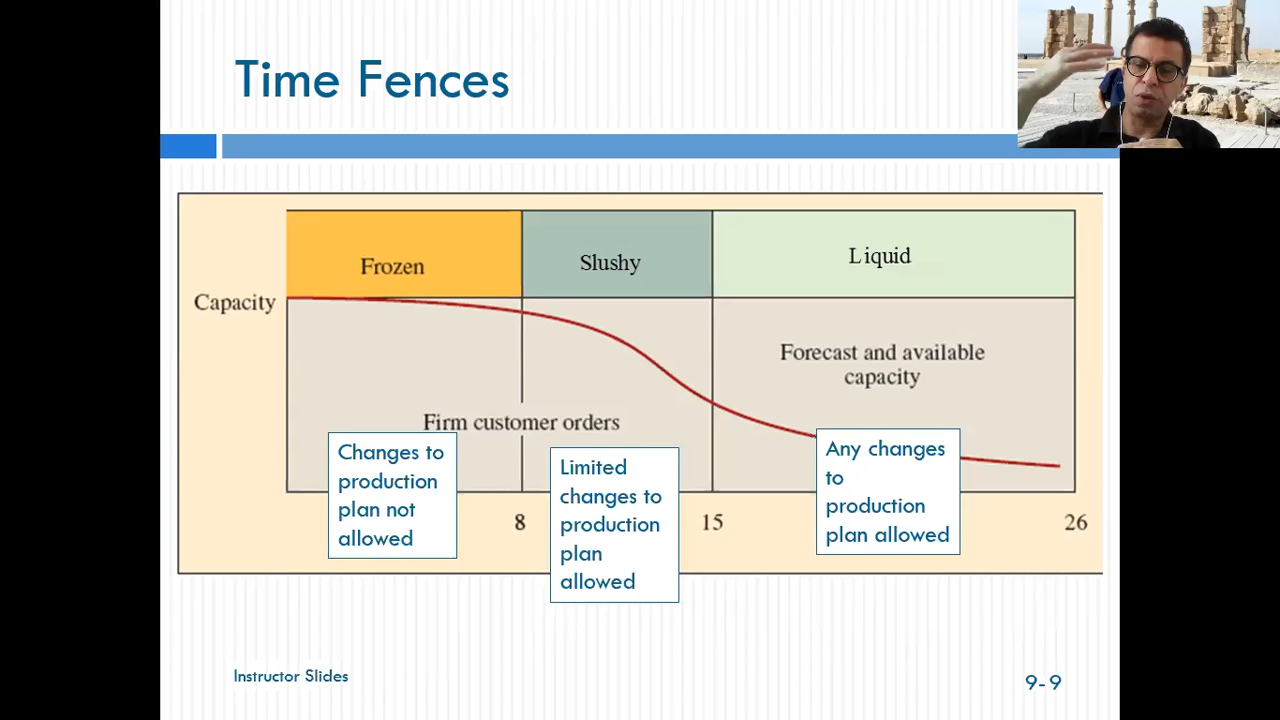 Time Fences
Frozen
Slushy
Liquid
Capacity
Forecast and available
capacity
Firm customer orders
Changes to
production
plan not
allowed
Limited
changes to
production
plan
allowed
Any changes
to
production
plan allowed
8
15
26
Instructor Slides
9-9